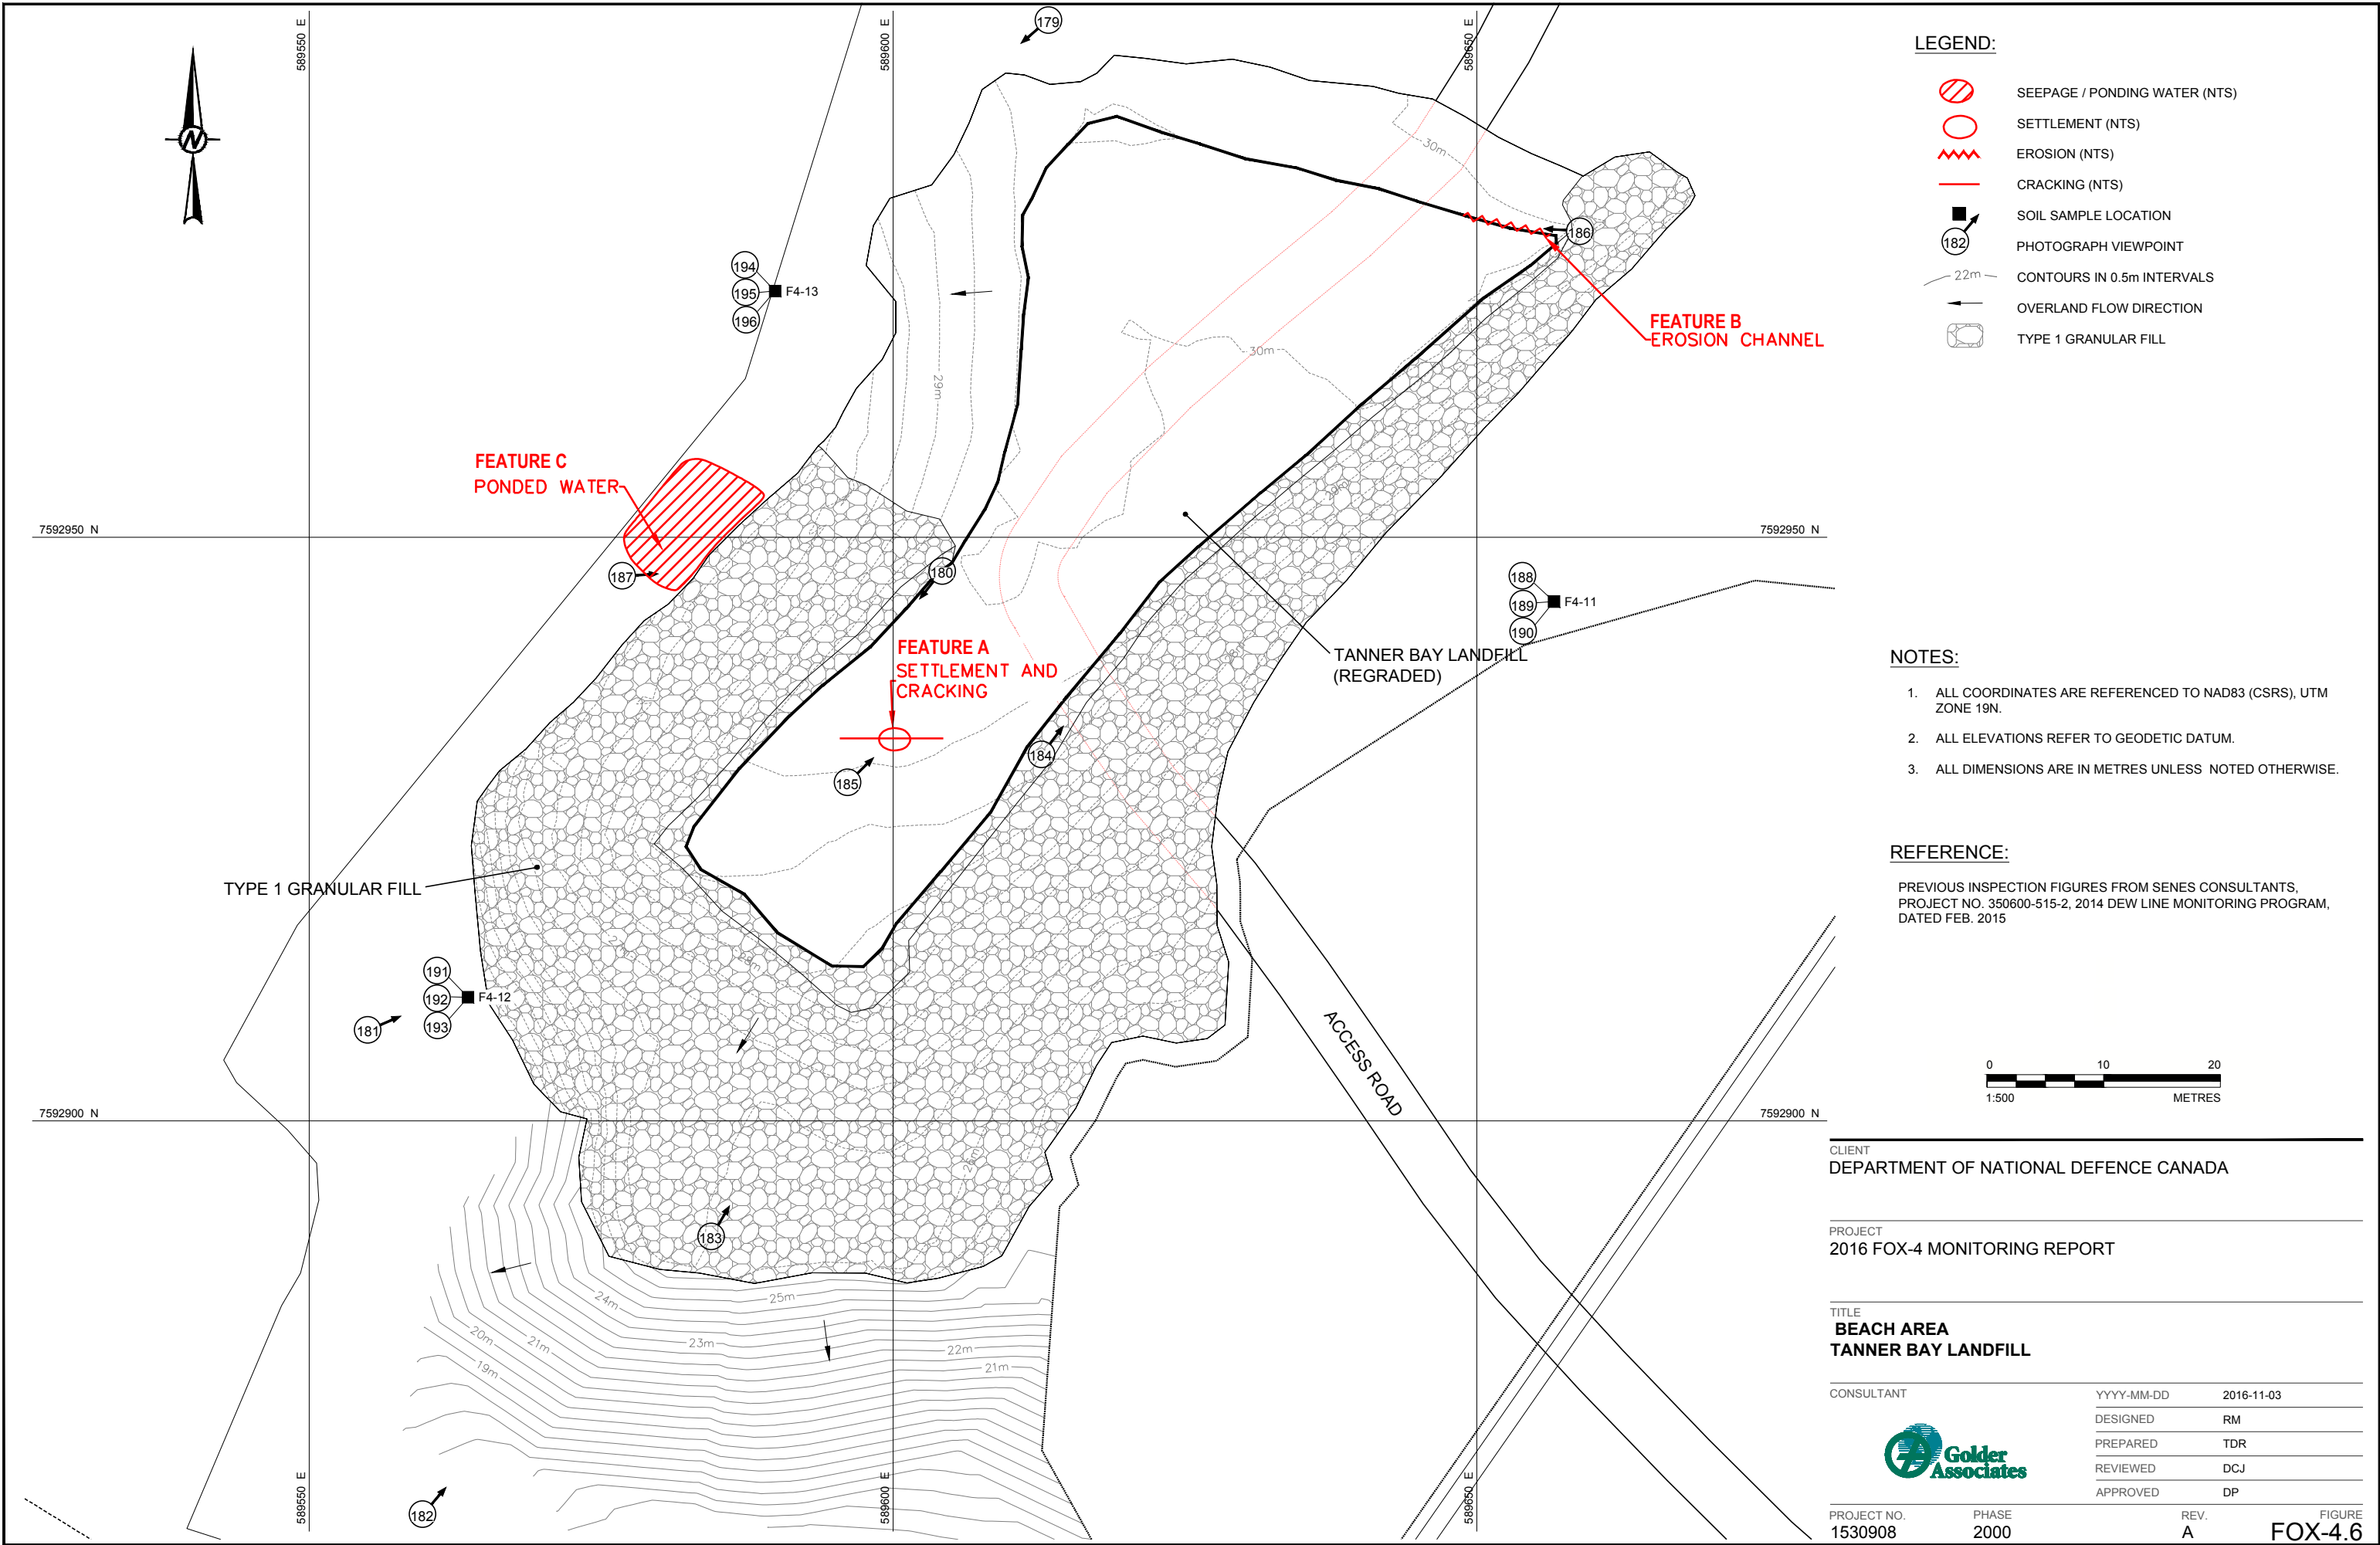 589550 E
589600 E
589650 E
179
N
194
195
196
F4-13
186
30m
FEATURE B
EROSION CHANNEL
30m
29m
FEATURE C
PONDED WATER
7592950 N
7592950 N
187
180
188
189
190
F4-11
FEATURE A
SETTLEMENT AND
CRACKING
TANNER BAY LANDFILL
(REGRADED)
184
185
TYPE 1 GRANULAR FILL
28m
191
192
193
F4-12
181
ACCESS ROAD
7592900 N
7592900 N
183
25m
24m
23m
22m
21m
20m
21m
19m
182
589550 E
589600 E
589650 E
LEGEND:
SEEPAGE / PONDING WATER (NTS)
SETTLEMENT (NTS)
EROSION (NTS)
CRACKING (NTS)
SOIL SAMPLE LOCATION
182
PHOTOGRAPH VIEWPOINT
22m
CONTOURS IN 0.5m INTERVALS
OVERLAND FLOW DIRECTION
TYPE 1 GRANULAR FILL
NOTES:
1. ALL COORDINATES ARE REFERENCED TO NAD83 (CSRS), UTM
ZONE 19N.
2. ALL ELEVATIONS REFER TO GEODETIC DATUM.
3. ALL DIMENSIONS ARE IN METRES UNLESS NOTED OTHERWISE.
REFERENCE:
PREVIOUS INSPECTION FIGURES FROM SENES CONSULTANTS,
PROJECT NO. 350600-515-2, 2014 DEW LINE MONITORING PROGRAM,
DATED FEB. 2015
0 10 20
1:500 METRES
CLIENT
DEPARTMENT OF NATIONAL DEFENCE CANADA
PROJECT
2016 FOX-4 MONITORING REPORT
TITLE
BEACH AREA
TANNER BAY LANDFILL
CONSULTANT
Golder
Associates
YYYY-MM-DD 2016-11-03
DESIGNED RM
PREPARED TDR
REVIEWED DCJ
APPROVED DP
PROJECT NO. PHASE REV. FIGURE
1530908 2000 A FOX-4.6